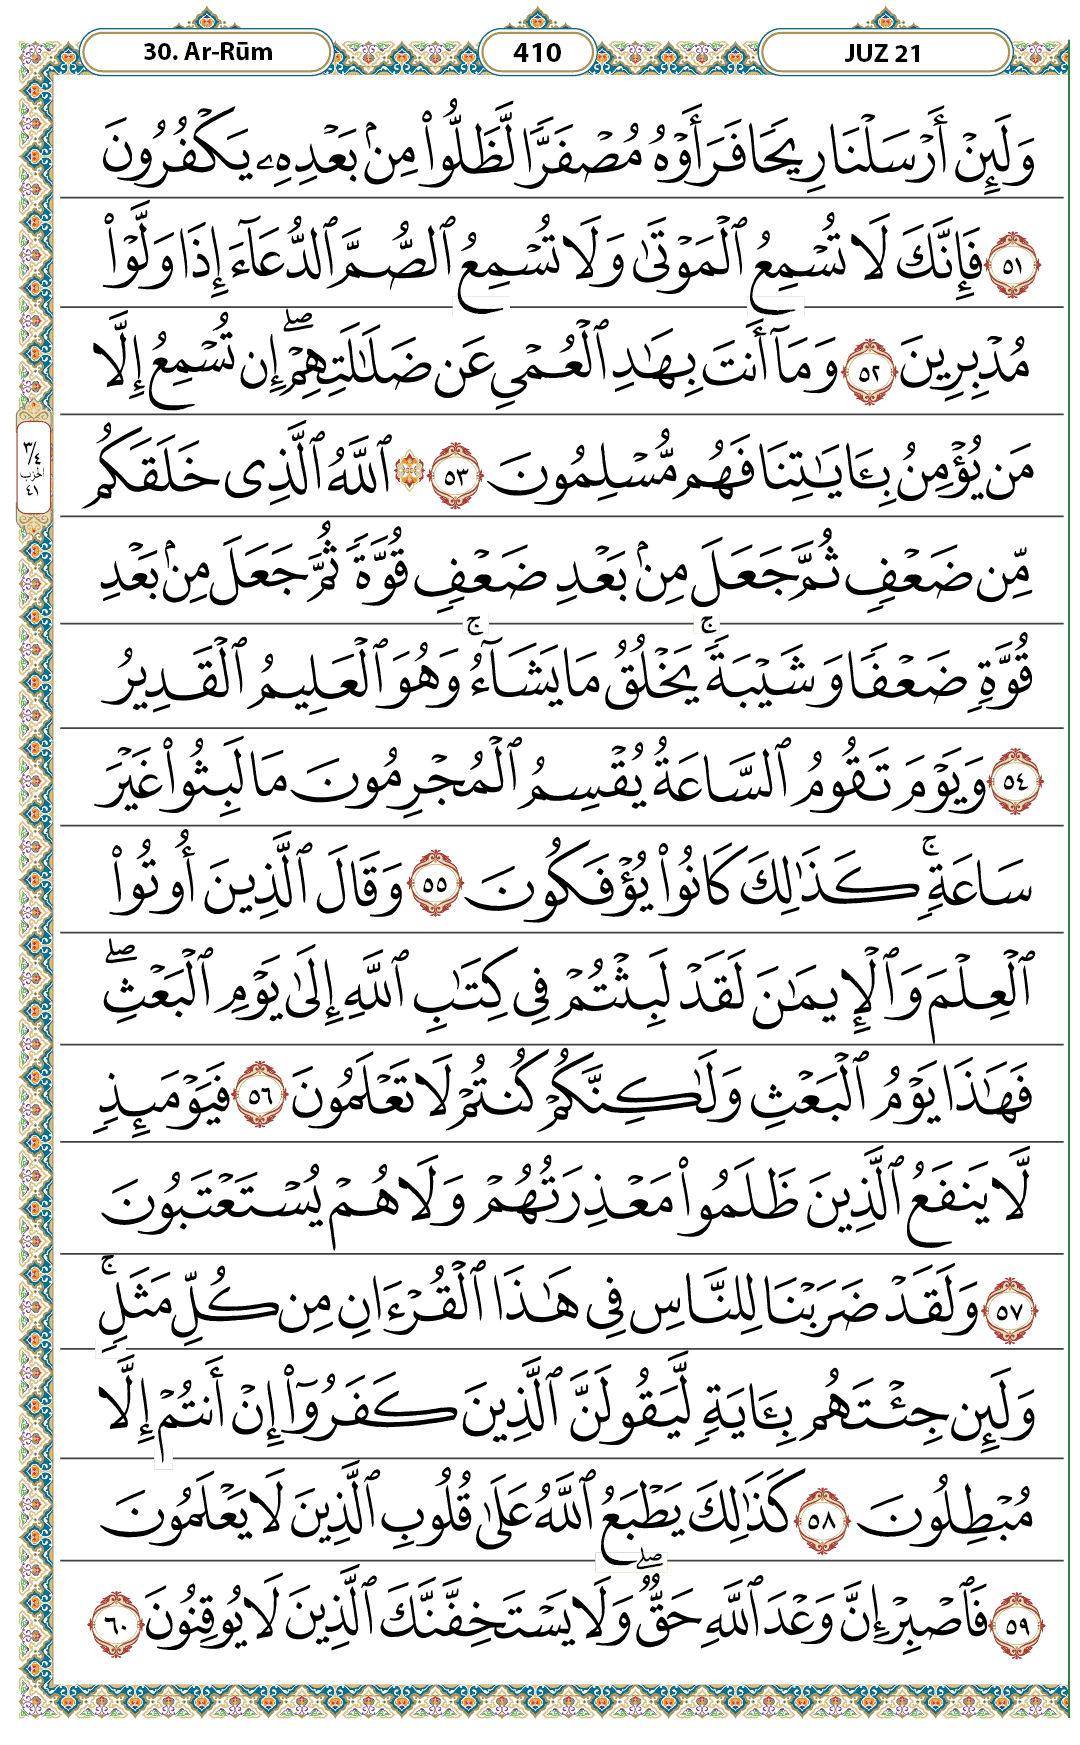 30. Ar-Rūm
410
JUZ 21
وَلَئِنْ أَرْسَلْنَا رِيحًا فَرَأَوْهُ مُصْفَرًّا لَّظَلُّوا۟ مِنۢ بَعْدِهِۦ يَكْفُرُونَ
٥١ فَإِنَّكَ لَا تُسْمِعُ ٱلْمَوْتَىٰ وَلَا تُسْمِعُ ٱلصُّمَّ ٱلدُّعَآءَ إِذَا وَلَّوْا۟
مُدْبِرِينَ ٥٢ وَمَآ أَنتَ بِهَـٰدِ ٱلْعُمْىِ عَن ضَلَـٰلَتِهِمْ ۖ إِن تُسْمِعُ إِلَّا
مَن يُؤْمِنُ بِـَٔايَـٰتِنَا فَهُم مُّسْلِمُونَ ٥٣ ۞ ٱللَّهُ ٱلَّذِى خَلَقَكُم
٣/٤
الحزب
٤١
مِّن ضَعْفٍ ثُمَّ جَعَلَ مِنۢ بَعْدِ ضَعْفٍ قُوَّةً ثُمَّ جَعَلَ مِنۢ بَعْدِ
قُوَّةٍ ضَعْفًا وَشَيْبَةً ۚ يَخْلُقُ مَا يَشَآءُ ۚ وَهُوَ ٱلْعَلِيمُ ٱلْقَدِيرُ
٥٤ وَيَوْمَ تَقُومُ ٱلسَّاعَةُ يُقْسِمُ ٱلْمُجْرِمُونَ مَا لَبِثُوا۟ غَيْرَ
سَاعَةٍ ۚ كَذَٰلِكَ كَانُوا۟ يُؤْفَكُونَ ٥٥ وَقَالَ ٱلَّذِينَ أُوتُوا۟
ٱلْعِلْمَ وَٱلْإِيمَـٰنَ لَقَدْ لَبِثْتُمْ فِى كِتَـٰبِ ٱللَّهِ إِلَىٰ يَوْمِ ٱلْبَعْثِ ۖ
فَهَـٰذَا يَوْمُ ٱلْبَعْثِ وَلَـٰكِنَّكُمْ كُنتُمْ لَا تَعْلَمُونَ ٥٦ فَيَوْمَئِذٍ
لَّا يَنفَعُ ٱلَّذِينَ ظَلَمُوا۟ مَعْذِرَتُهُمْ وَلَا هُمْ يُسْتَعْتَبُونَ
٥٧ وَلَقَدْ ضَرَبْنَا لِلنَّاسِ فِى هَـٰذَا ٱلْقُرْءَانِ مِن كُلِّ مَثَلٍ ۚ
وَلَئِن جِئْتَهُم بِـَٔايَةٍ لَّيَقُولَنَّ ٱلَّذِينَ كَفَرُوٓا۟ إِنْ أَنتُمْ إِلَّا
مُبْطِلُونَ ٥٨ كَذَٰلِكَ يَطْبَعُ ٱللَّهُ عَلَىٰ قُلُوبِ ٱلَّذِينَ لَا يَعْلَمُونَ
٥٩ فَٱصْبِرْ إِنَّ وَعْدَ ٱللَّهِ حَقٌّ ۖ وَلَا يَسْتَخِفَّنَّكَ ٱلَّذِينَ لَا يُوقِنُونَ ٦٠